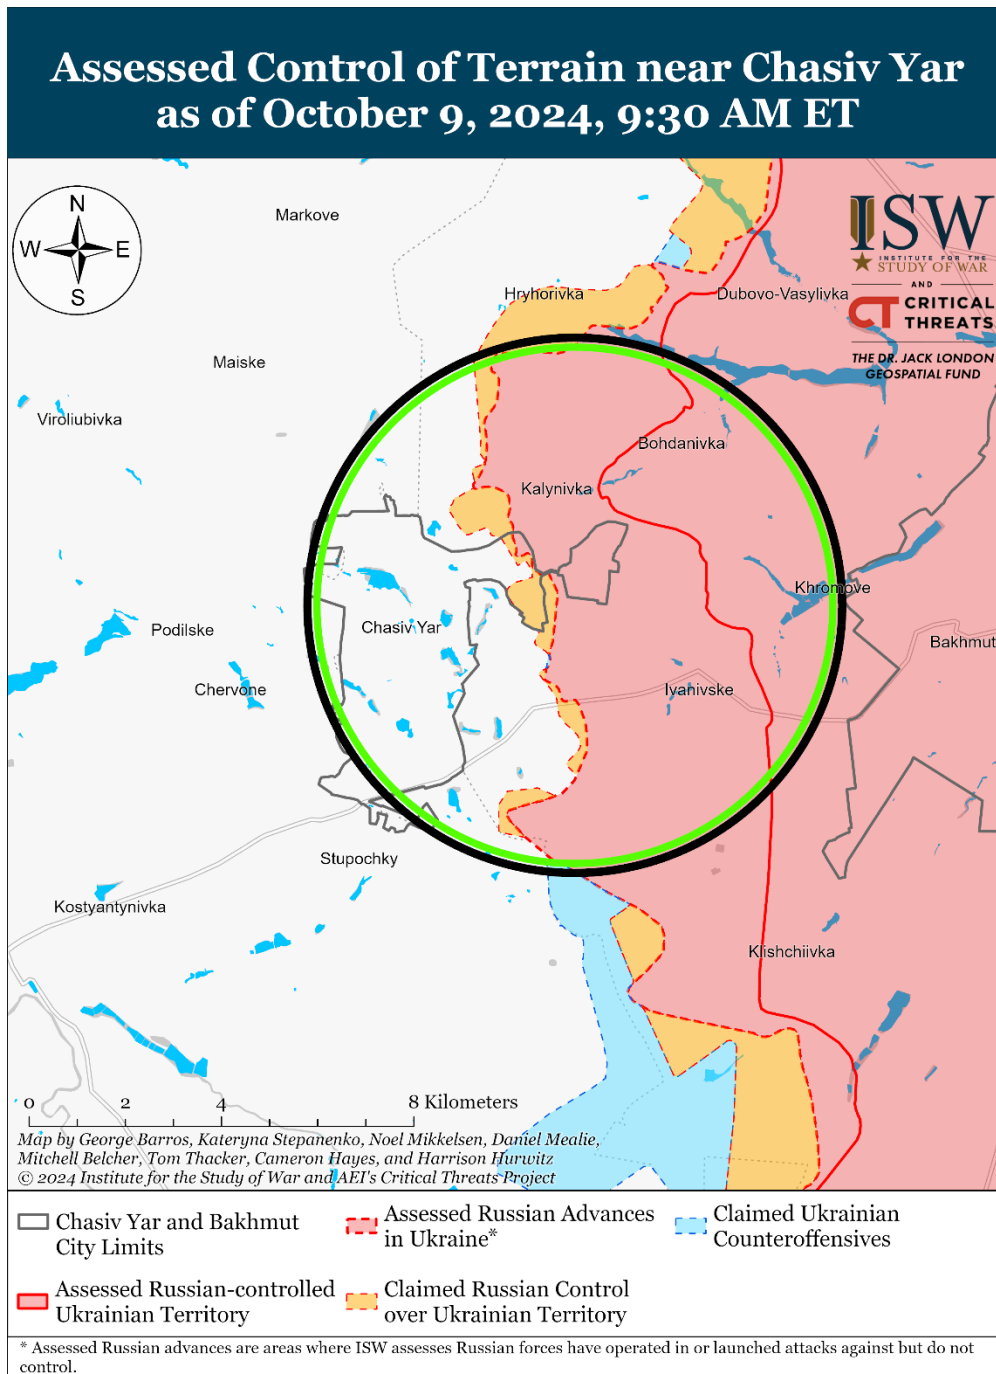 Assessed Control of Terrain near Chasiv Yar
as of October 9, 2024, 9:30 AM ET
N
W
E
S
Markove
ISW
INSTITUTE FOR THE
STUDY OF WAR
AND
CT CRITICAL
THREATS
THE DR. JACK LONDON
GEOSPATIAL FUND
Hryhorivka
Dubovo-Vasylivka
Maiske
Viroliubivka
Bohdanivka
Kalynivka
Khromove
Podilske
Chasiv Yar
Bakhmut
Chervone
Ivanivske
Stupochky
Kostyantynivka
Klishchiivka
0 2 4 8 Kilometers
Map by George Barros, Kateryna Stepanenko, Noel Mikkelsen, Daniel Mealie,
Mitchell Belcher, Tom Thacker, Cameron Hayes, and Harrison Hurwitz
© 2024 Institute for the Study of War and AEI's Critical Threats Project
Chasiv Yar and Bakhmut
City Limits
Assessed Russian Advances
in Ukraine*
Claimed Ukrainian
Counteroffensives
Assessed Russian-controlled
Ukrainian Territory
Claimed Russian Control
over Ukrainian Territory
* Assessed Russian advances are areas where ISW assesses Russian forces have operated in or launched attacks against but do not
control.